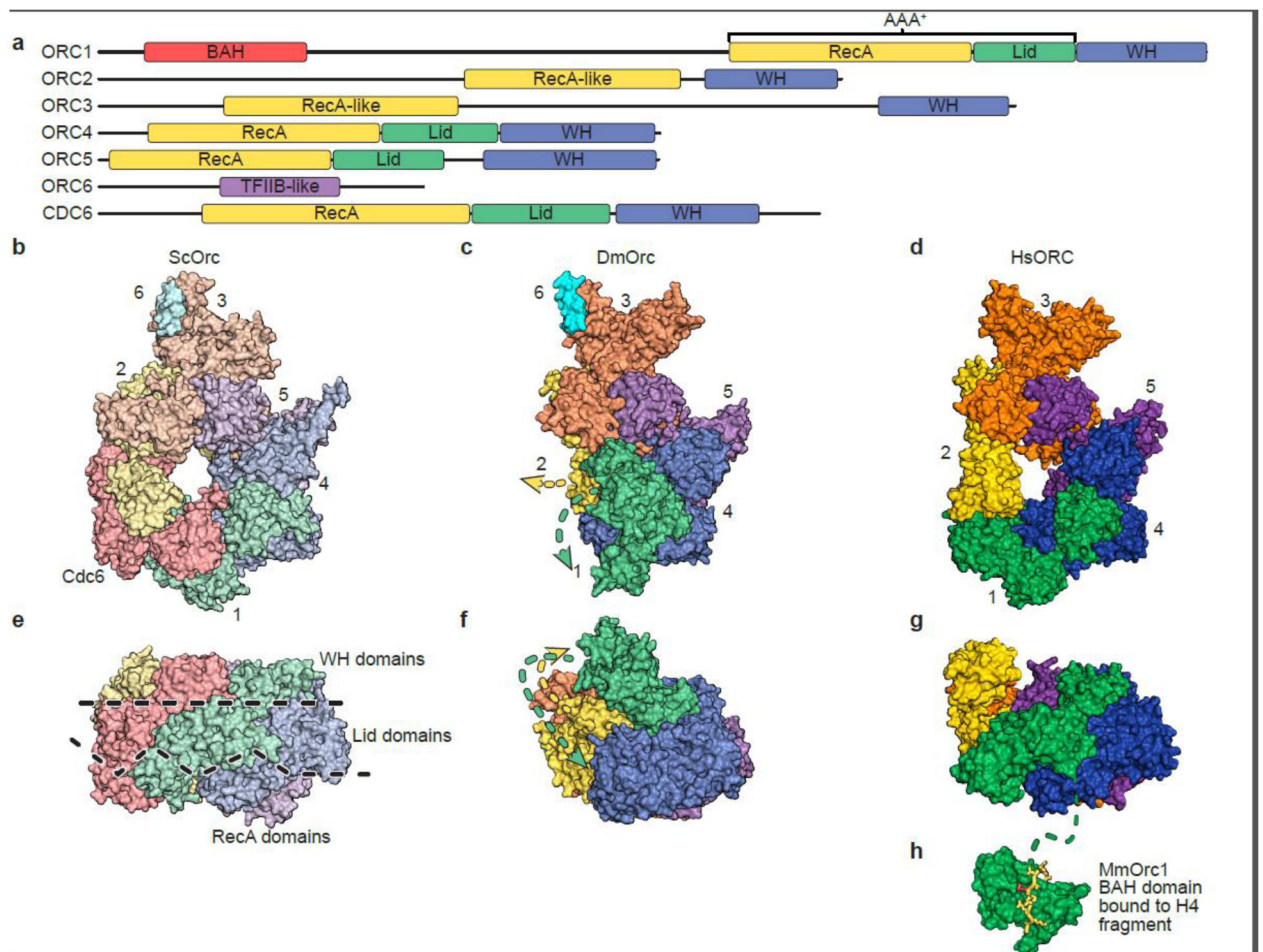 a
AAA+
ORC1 BAH RecA Lid WH
ORC2 RecA-like WH
ORC3 RecA-like WH
ORC4 RecA Lid WH
ORC5 RecA Lid WH
ORC6 TFIIB-like
CDC6 RecA Lid WH
b c d
ScOrc DmOrc HsORC
6 3 6 3 3
2 5 5 5
2 2
4 4 4
Cdc6 1 1 1
e f g
WH domains
Lid domains
RecA domains
h
MmOrc1
BAH domain
bound to H4
fragment